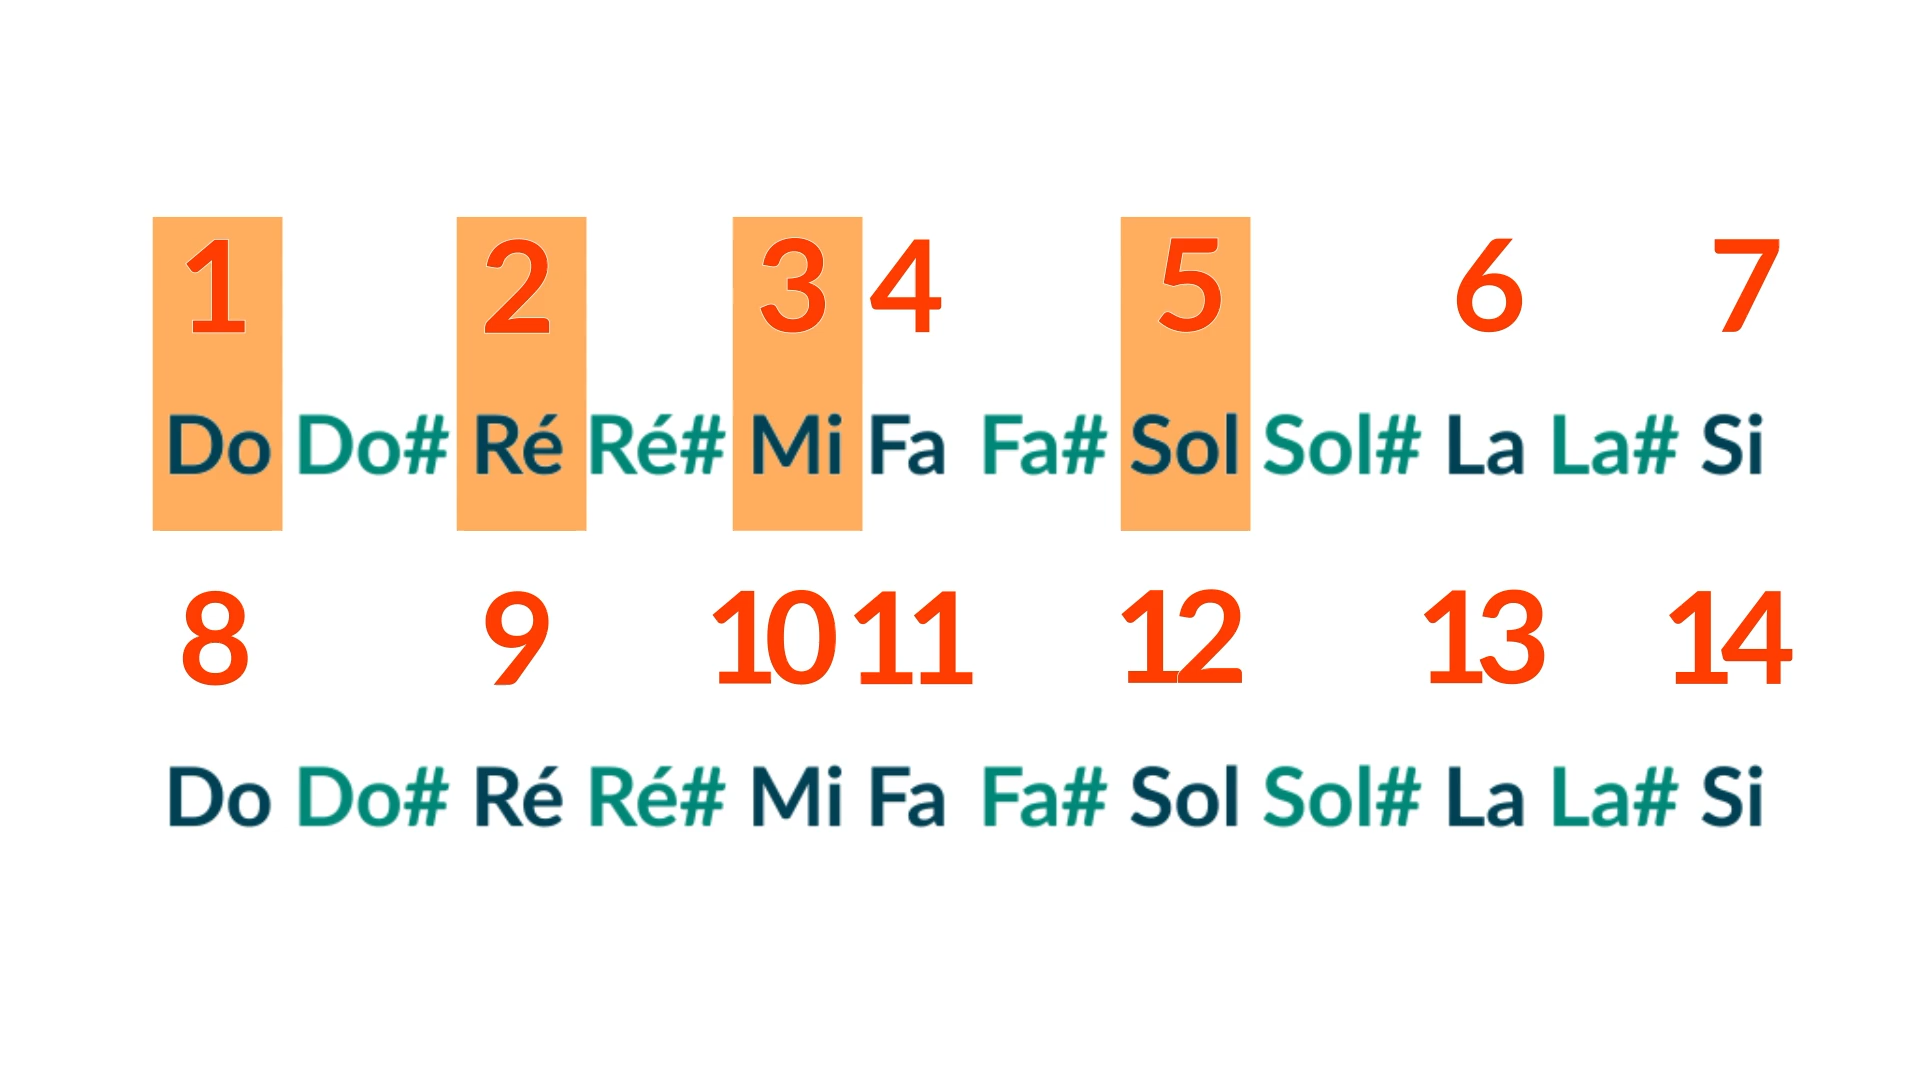 1 2 3 4 5 6 7
Do Do# Ré Ré# Mi Fa Fa# Sol Sol# La La# Si
8 9 10 11 12 13 14
Do Do# Ré Ré# Mi Fa Fa# Sol Sol# La La# Si